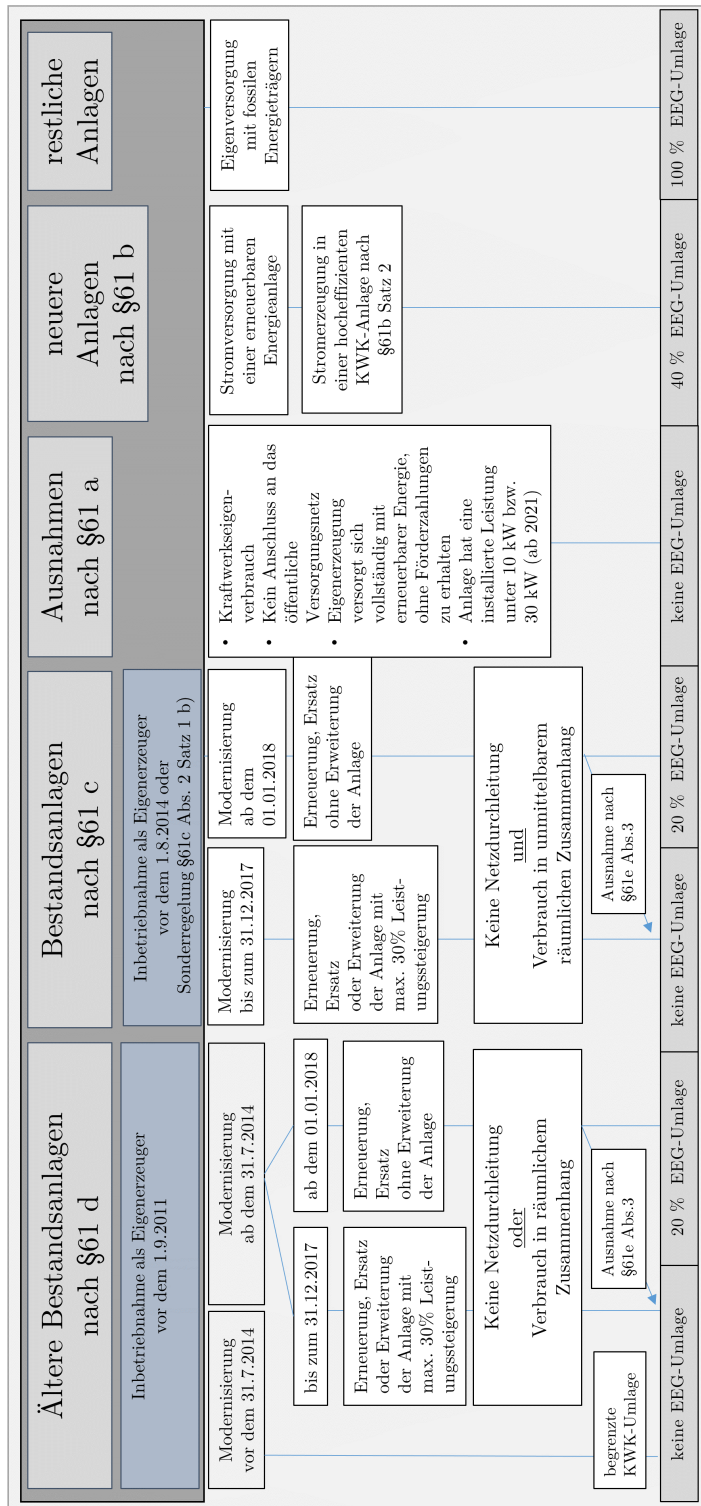 Ältere Bestandsanlagen
nach §61 d
Bestandsanlagen
nach §61 c
Ausnahmen
nach §61 a
neuere
Anlagen
nach §61 b
restliche
Anlagen
Inbetriebnahme als Eigenerzeuger
vor dem 1.9.2011
Inbetriebnahme als Eigenerzeuger
vor dem 1.8.2014 oder
Sonderregelung §61c Abs. 2 Satz 1 b)
Modernisierung
vor dem 31.7.2014
Modernisierung
ab dem 31.7.2014
Modernisierung
bis zum 31.12.2017
Modernisierung
ab dem
01.01.2018
• Kraftwerkseigen-
verbrauch
• Kein Anschluss an das
öffentliche
Versorgungsnetz
• Eigenerzeugung
versorgt sich
vollständig mit
erneuerbarer Energie,
ohne Förderzahlungen
zu erhalten
• Anlage hat eine
installierte Leistung
unter 10 kW bzw.
30 kW (ab 2021)
Stromversorgung mit
einer erneuerbaren
Energieanlage
Stromerzeugung in
einer hocheffizienten
KWK-Anlage nach
§61b Satz 2
Eigenversorgung
mit fossilen
Energieträgern
bis zum 31.12.2017
ab dem 01.01.2018
Erneuerung, Ersatz
oder Erweiterung
der Anlage mit
max. 30% Leist-
ungssteigerung
Erneuerung,
Ersatz
ohne Erweiterung
der Anlage
Erneuerung,
Ersatz
oder Erweiterung
der Anlage mit
max. 30% Leist-
ungssteigerung
Erneuerung, Ersatz
ohne Erweiterung
der Anlage
Keine Netzdurchleitung
oder
Verbrauch in räumlichem
Zusammenhang
Keine Netzdurchleitung
und
Verbrauch in unmittelbarem
räumlichen Zusammenhang
begrenzte
KWK-Umlage
Ausnahme nach
§61e Abs.3
Ausnahme nach
§61e Abs.3
keine EEG-Umlage
20 % EEG-Umlage
keine EEG-Umlage
20 % EEG-Umlage
keine EEG-Umlage
40 % EEG-Umlage
100 % EEG-Umlage